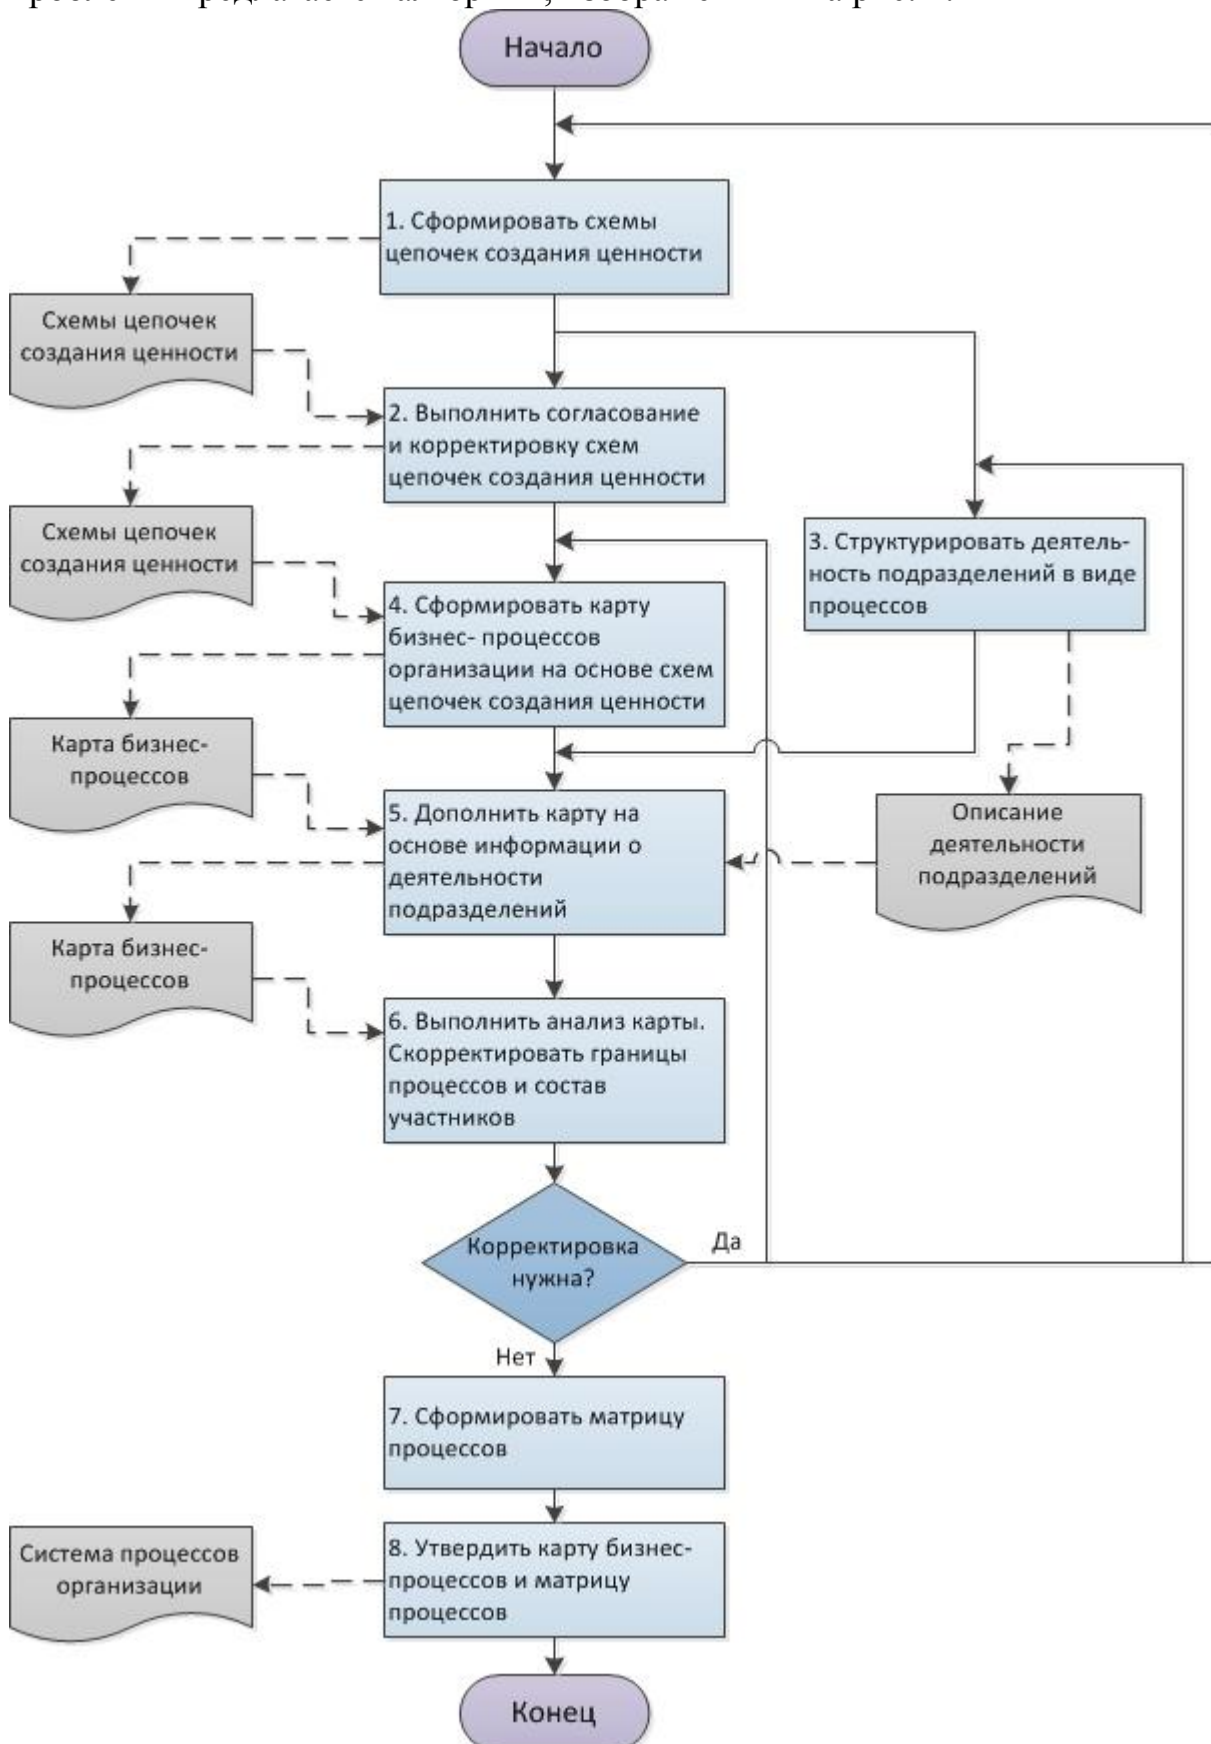 Начало
1. Сформировать схемы
цепочек создания ценности
Схемы цепочек
создания ценности
2. Выполнить согласование
и корректировку схем
цепочек создания ценности
Схемы цепочек
создания ценности
3. Структурировать деятель-
ность подразделений в виде
процессов
4. Сформировать карту
бизнес- процессов
организации на основе схем
цепочек создания ценности
Карта бизнес-
процессов
5. Дополнить карту на
основе информации о
деятельности
подразделений
Описание
деятельности
подразделений
Карта бизнес-
процессов
6. Выполнить анализ карты.
Скорректировать границы
процессов и состав
участников
Корректировка
нужна?
Да
Нет
7. Сформировать матрицу
процессов
8. Утвердить карту бизнес-
процессов и матрицу
процессов
Система процессов
организации
Конец